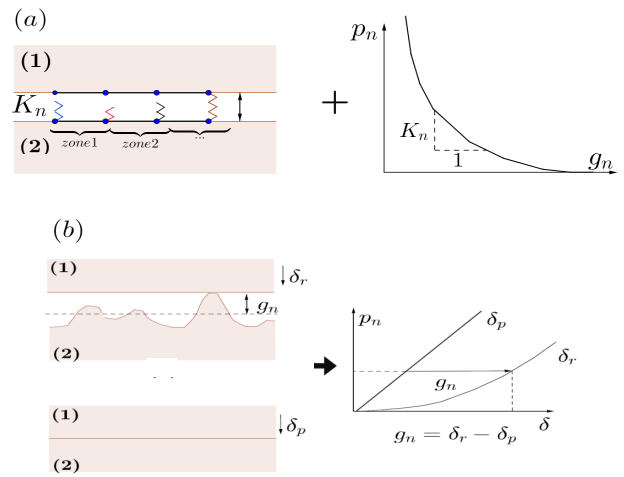 (a)
(1)
K_n
(2)
zone1
zone2
...
+
p_n
K_n
1
g_n
(b)
(1)
δ_r
g_n
(2)
(1)
δ_p
(2)
p_n
δ_p
δ_r
g_n
δ
g_n = δ_r − δ_p